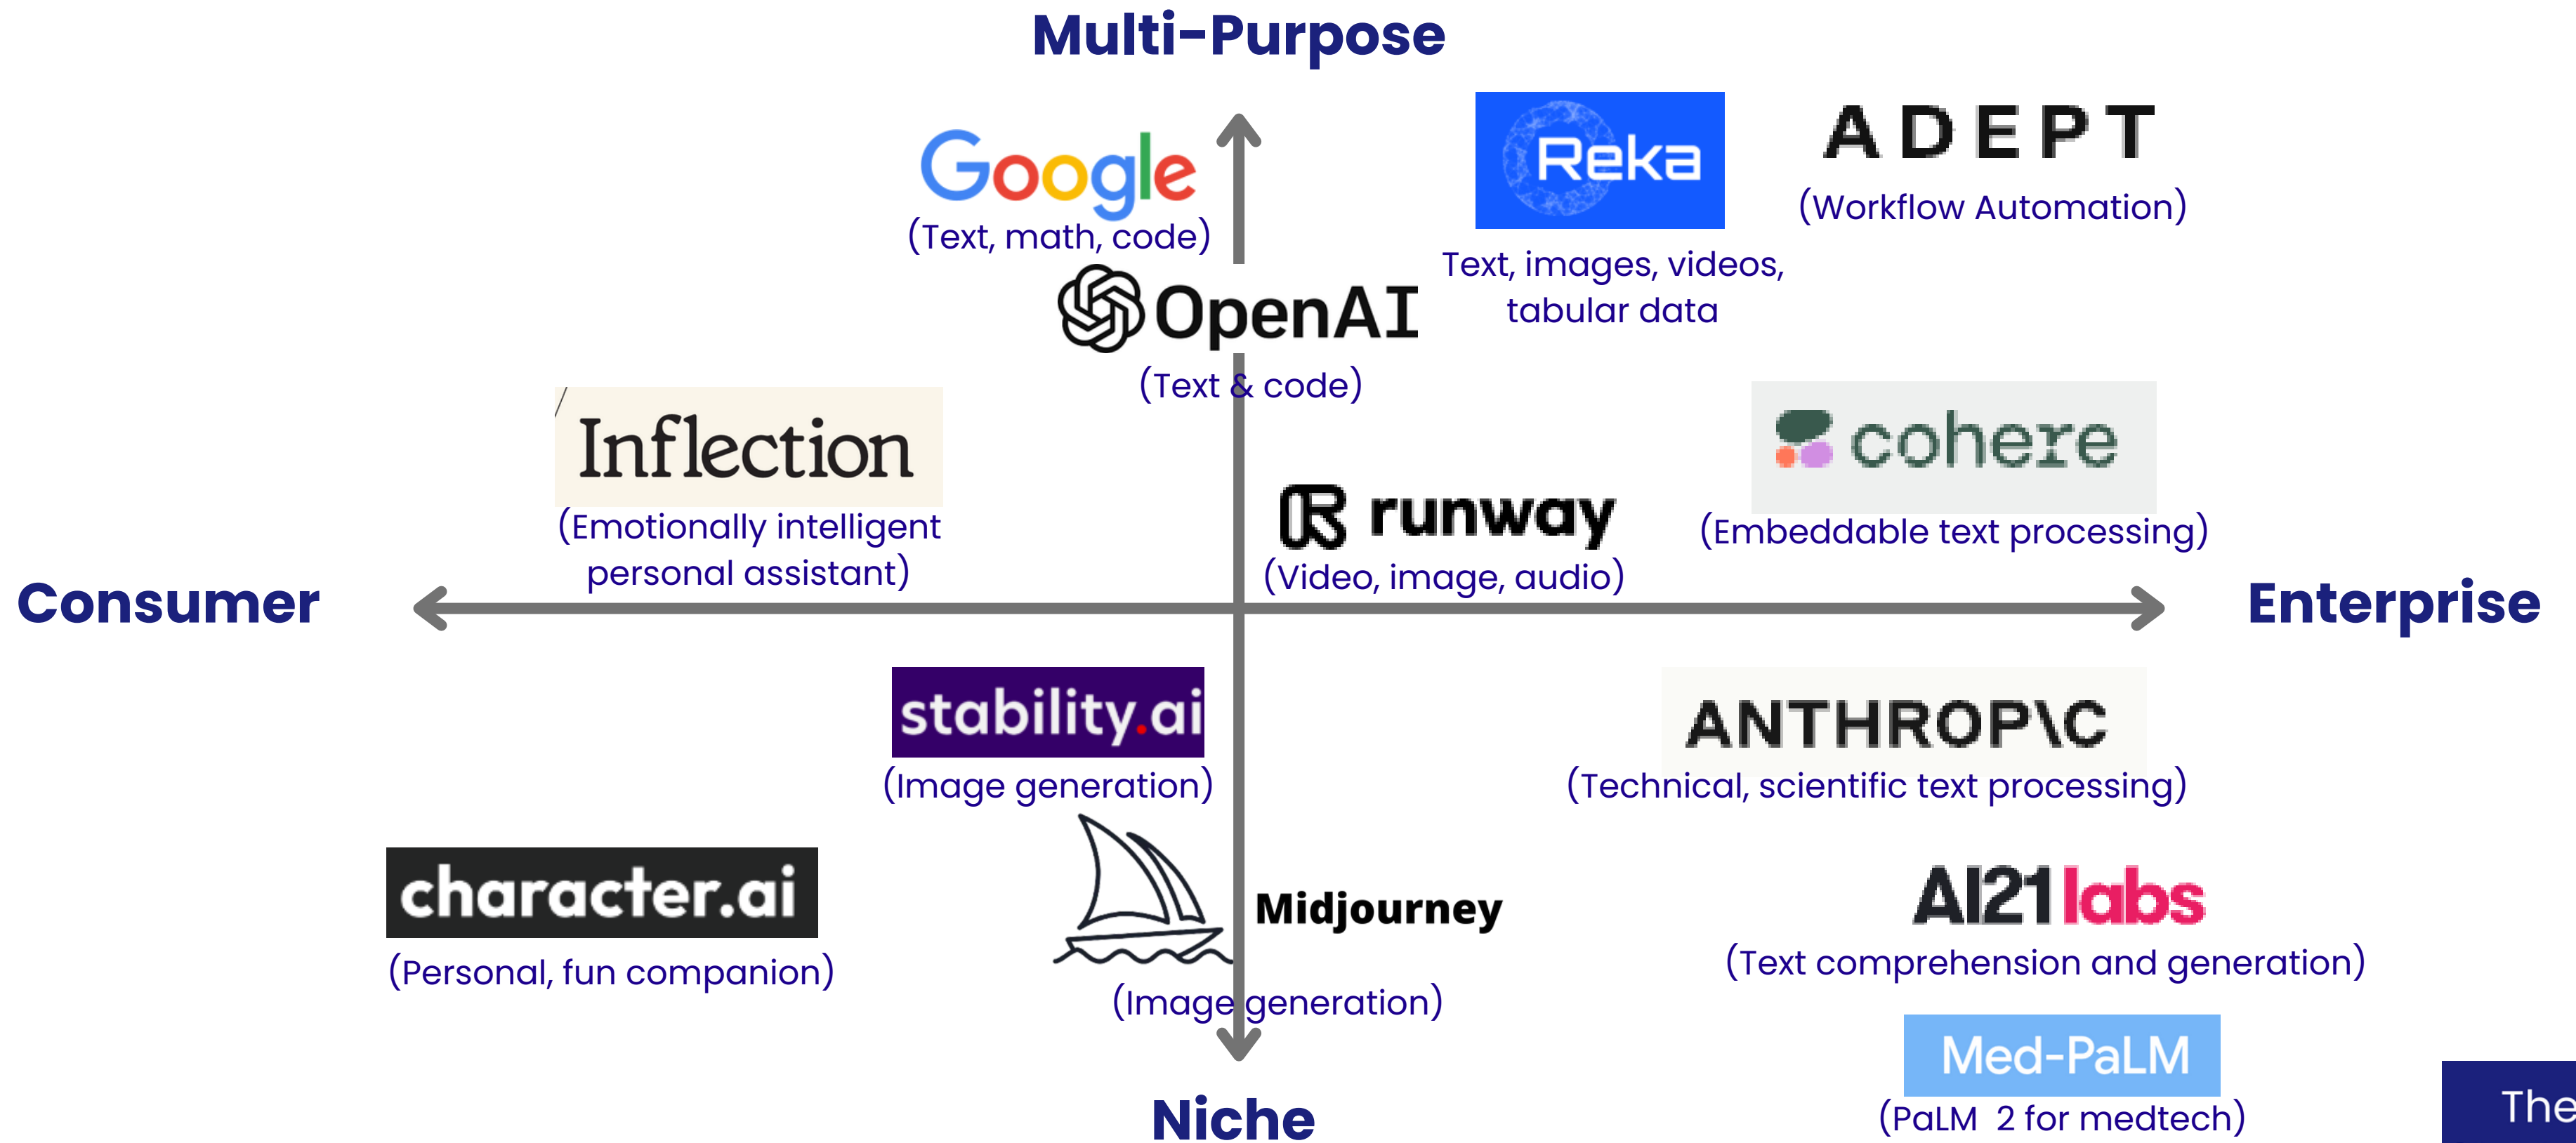 Multi-Purpose
Google
(Text, math, code)
Reka
Text, images, videos,
tabular data
ADEPT
(Workflow Automation)
OpenAI
(Text & code)
Inflection
(Emotionally intelligent
personal assistant)
runway
(Video, image, audio)
cohere
(Embeddable text processing)
Consumer
Enterprise
stability.ai
(Image generation)
ANTHROP\C
(Technical, scientific text processing)
character.ai
(Personal, fun companion)
Midjourney
(Image generation)
AI21labs
(Text comprehension and generation)
Med-PaLM
(PaLM 2 for medtech)
Niche
The